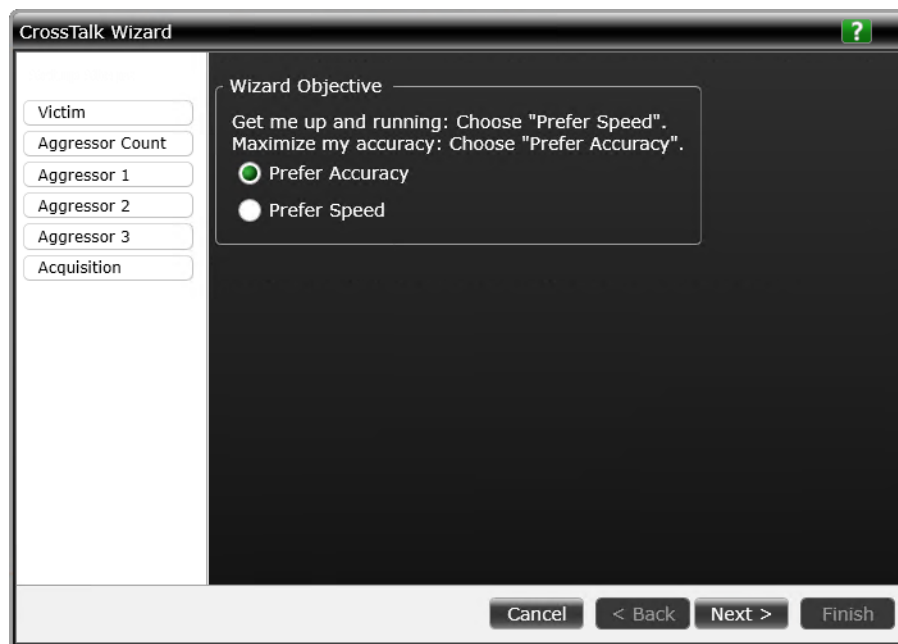 CrossTalk Wizard
?
Victim
Aggressor Count
Aggressor 1
Aggressor 2
Aggressor 3
Acquisition
Wizard Objective
Get me up and running: Choose "Prefer Speed".
Maximize my accuracy: Choose "Prefer Accuracy".
Prefer Accuracy
Prefer Speed
Cancel
< Back
Next >
Finish